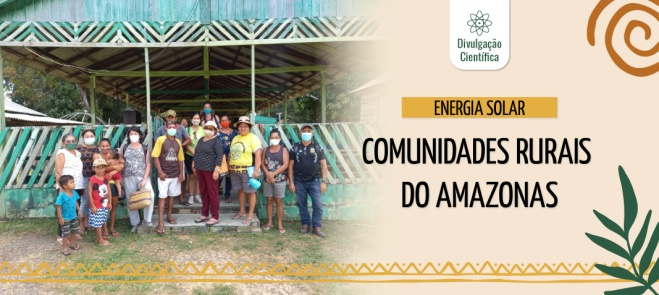 Divulgação
Científica
ENERGIA SOLAR
COMUNIDADES RURAIS
DO AMAZONAS